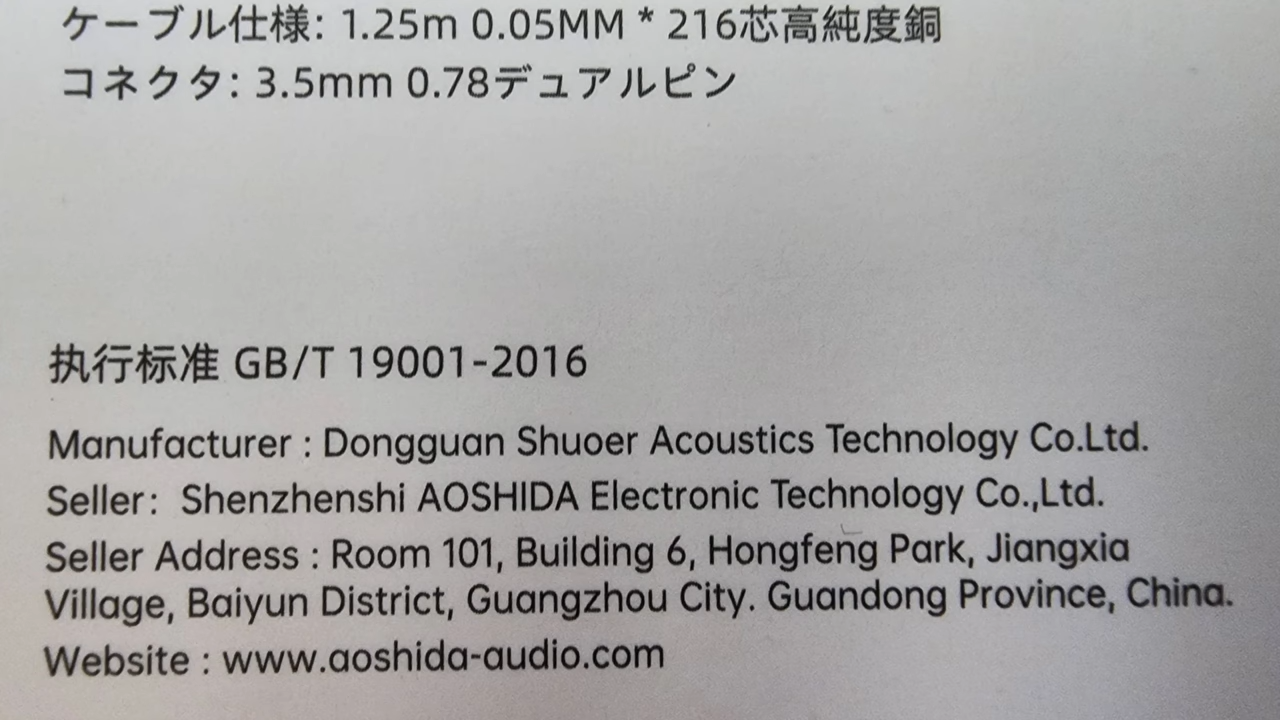 ケーブル仕様: 1.25m 0.05MM * 216芯高純度銅
コネクタ: 3.5mm 0.78デュアルピン
执行标准 GB/T 19001-2016
Manufacturer : Dongguan Shuoer Acoustics Technology Co.Ltd.
Seller: Shenzhenshi AOSHIDA Electronic Technology Co.,Ltd.
Seller Address : Room 101, Building 6, Hongfeng Park, Jiangxia
Village, Baiyun District, Guangzhou City. Guandong Province, China.
Website : www.aoshida-audio.com